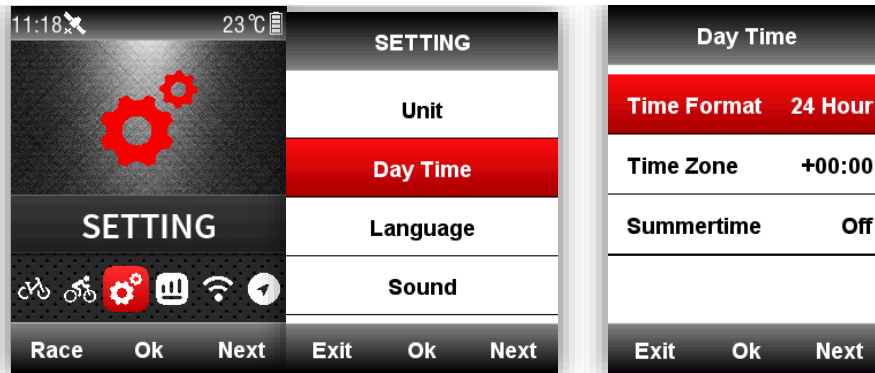 11:18 23℃
SETTING
Race Ok Next
SETTING
Unit
Day Time
Language
Sound
Exit Ok Next
Day Time
Time Format 24 Hour
Time Zone +00:00
Summertime Off
Exit Ok Next